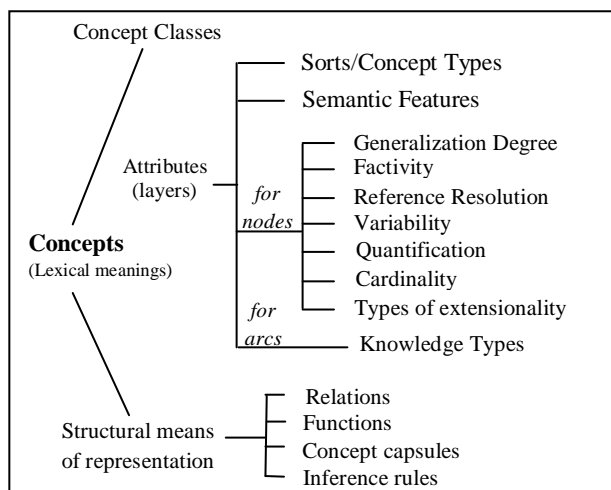 Concept Classes
Sorts/Concept Types
Semantic Features
Generalization Degree
Attributes
(layers)
Factivity
for
nodes
Reference Resolution
Variability
Concepts
(Lexical meanings)
Quantification
Cardinality
Types of extensionality
for
arcs
Knowledge Types
Relations
Structural means
of representation
Functions
Concept capsules
Inference rules